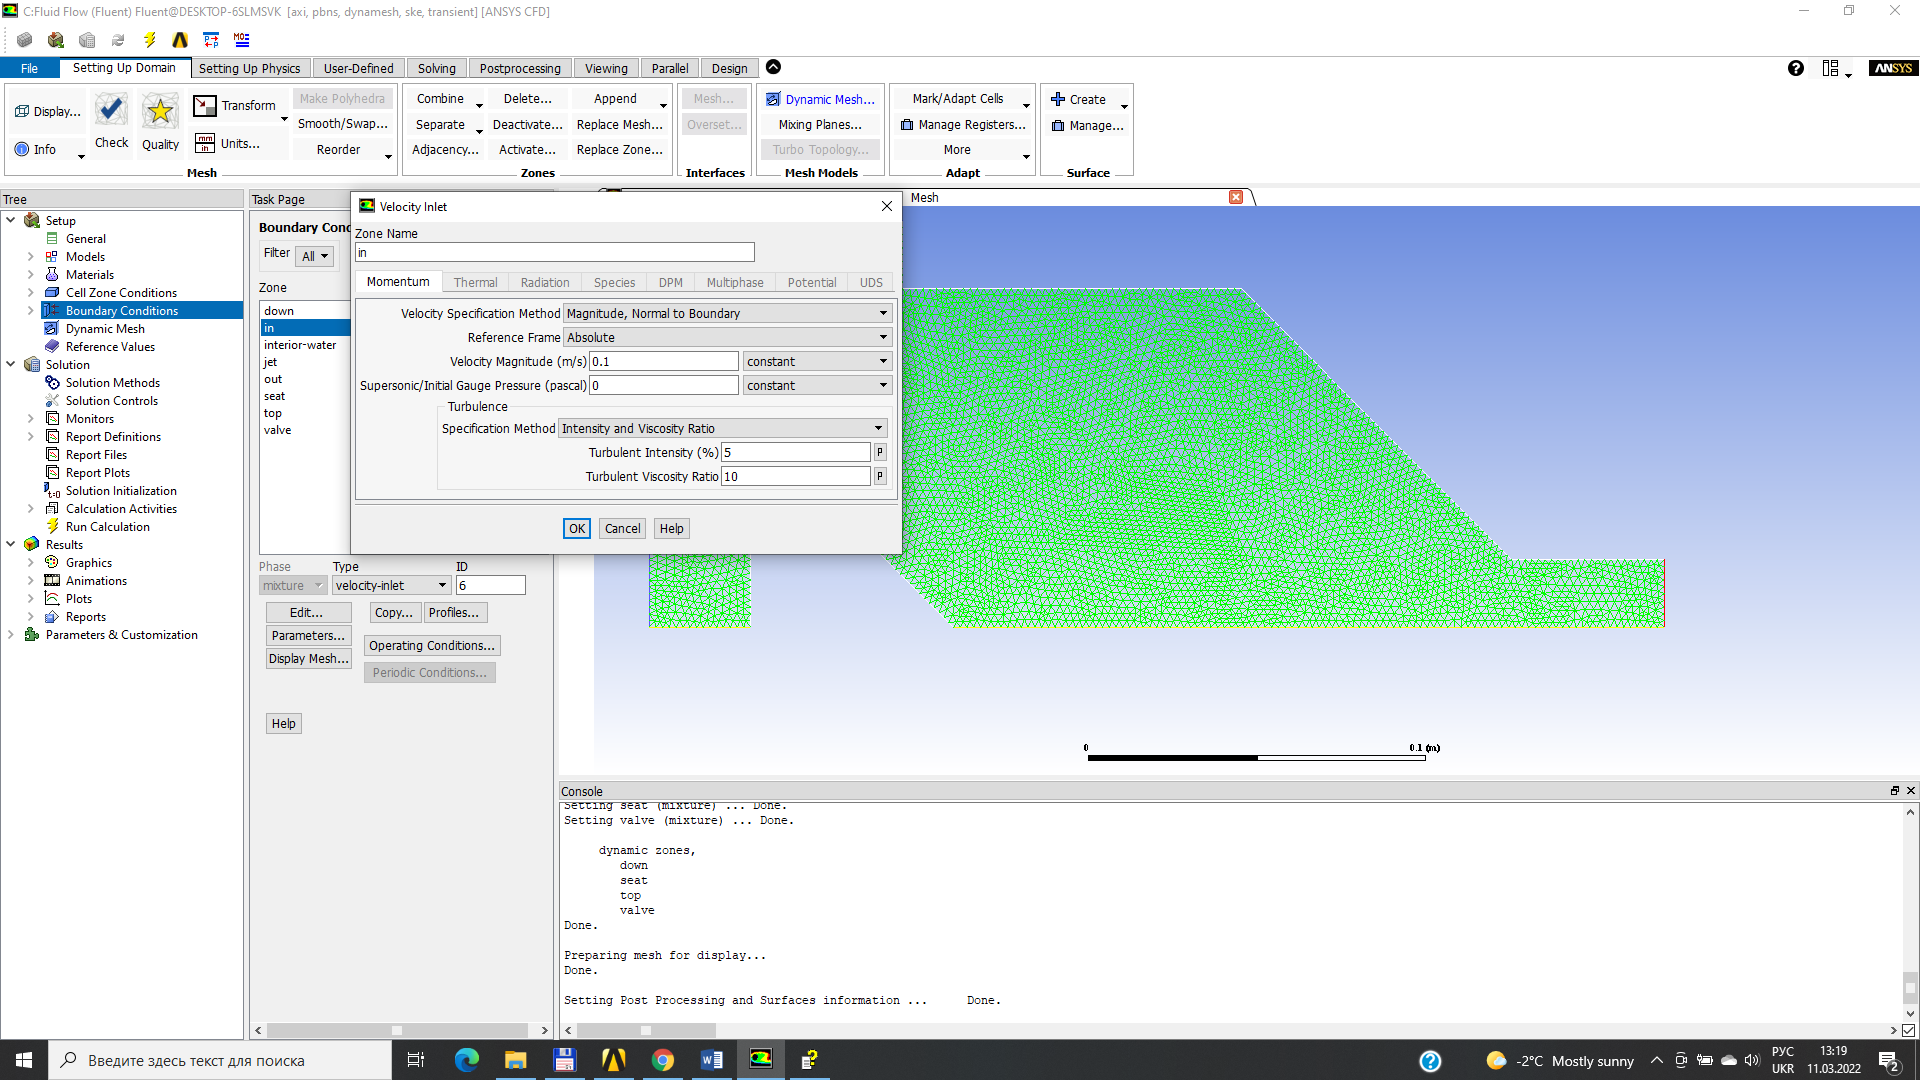 C:Fluid Flow (Fluent) Fluent@DESKTOP-6SLMSVK [axi, pbns, dynamesh, ske, transient] [ANSYS CFD]
File
Setting Up Domain
Setting Up Physics
User-Defined
Solving
Postprocessing
Viewing
Parallel
Design
ANSYS
Display...
Info
Check
Quality
Transform
Units...
Make Polyhedra
Smooth/Swap...
Reorder
Mesh
Combine
Separate
Adjacency...
Delete...
Deactivate...
Activate...
Append
Replace Mesh...
Replace Zone...
Zones
Mesh...
Overset...
Interfaces
Dynamic Mesh...
Mixing Planes...
Turbo Topology...
Mesh Models
Mark/Adapt Cells
Manage Registers...
More
Adapt
Create
Manage...
Surface
Tree
Setup
General
Models
Materials
Cell Zone Conditions
Boundary Conditions
Dynamic Mesh
Reference Values
Solution
Solution Methods
Solution Controls
Monitors
Report Definitions
Report Files
Report Plots
Solution Initialization
Calculation Activities
Run Calculation
Results
Graphics
Animations
Plots
Reports
Parameters & Customization
Task Page
Boundary Conc
Filter All
Zone
down
in
interior-water
jet
out
seat
top
valve
Phase Type ID
mixture velocity-inlet 6
Edit... Copy... Profiles...
Parameters... Operating Conditions...
Display Mesh... Periodic Conditions...
Help
Velocity Inlet
Zone Name
in
Momentum Thermal Radiation Species DPM Multiphase Potential UDS
Velocity Specification Method Magnitude, Normal to Boundary
Reference Frame Absolute
Velocity Magnitude (m/s) 0.1 constant
Supersonic/Initial Gauge Pressure (pascal) 0 constant
Turbulence
Specification Method Intensity and Viscosity Ratio
Turbulent Intensity (%) 5 P
Turbulent Viscosity Ratio 10 P
OK Cancel Help
Mesh
0 0.1 (m)
Console
Setting seat (mixture) ... Done.
Setting valve (mixture) ... Done.
dynamic zones,
down
seat
top
valve
Done.
Preparing mesh for display...
Done.
Setting Post Processing and Surfaces information ... Done.
Введите здесь текст для поиска
-2°C Mostly sunny
РУС
UKR
13:19
11.03.2022
2